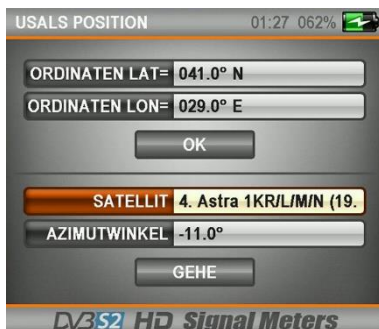 USALS POSITION 01:27 062%
ORDINATEN LAT= 041.0° N
ORDINATEN LON= 029.0° E
OK
SATELLIT 4. Astra 1KR/L/M/N (19.
AZIMUTWINKEL -11.0°
GEHE
DVB S2 HD Signal Meters